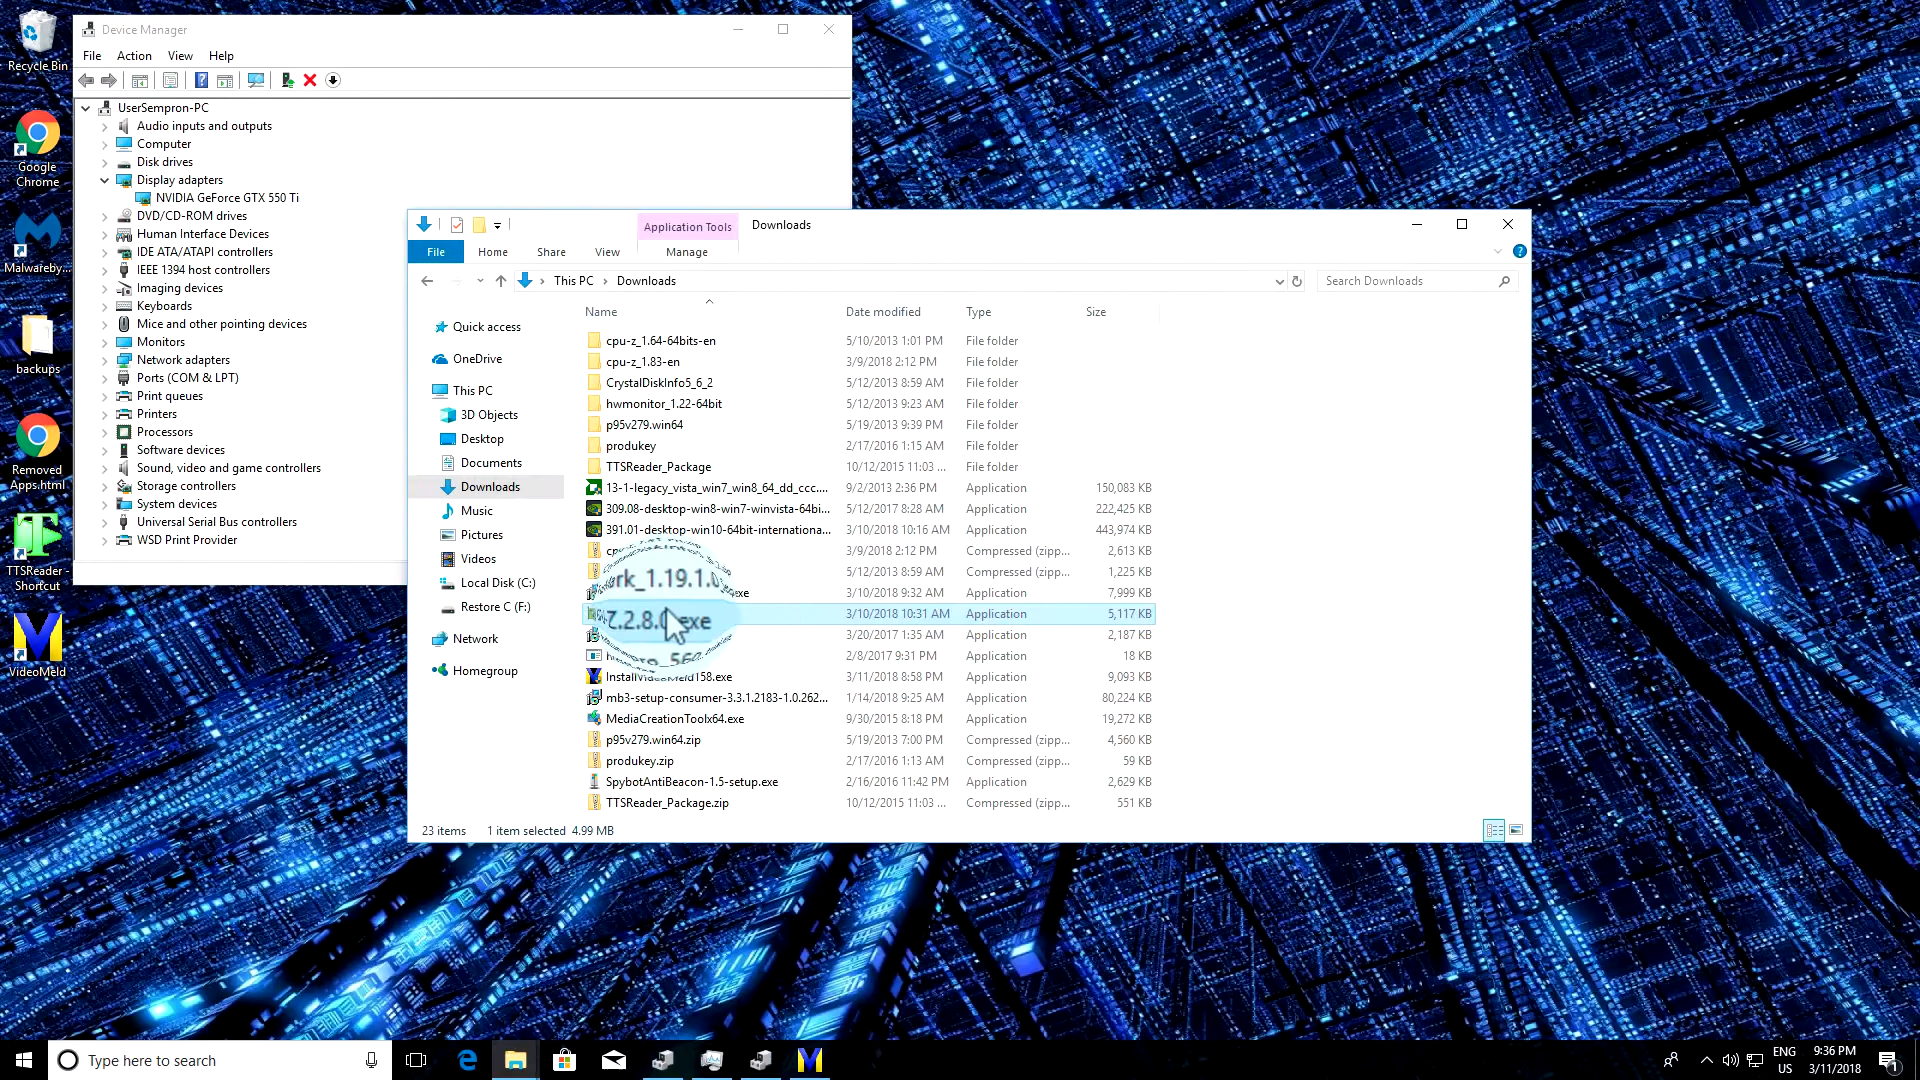 Recycle Bin
Google
Chrome
Malwareby...
backups
Removed
Apps.html
TTSReader -
Shortcut
VideoMeld
Device Manager
File Action View Help
UserSempron-PC
Audio inputs and outputs
Computer
Disk drives
Display adapters
NVIDIA GeForce GTX 550 Ti
DVD/CD-ROM drives
Human Interface Devices
IDE ATA/ATAPI controllers
IEEE 1394 host controllers
Imaging devices
Keyboards
Mice and other pointing devices
Monitors
Network adapters
Ports (COM & LPT)
Print queues
Printers
Processors
Software devices
Sound, video and game controllers
Storage controllers
System devices
Universal Serial Bus controllers
WSD Print Provider
Application Tools Downloads
File Home Share View Manage
This PC > Downloads
Search Downloads
Quick access
OneDrive
This PC
3D Objects
Desktop
Documents
Downloads
Music
Pictures
Videos
Local Disk (C:)
Restore C (F:)
Network
Homegroup
Name Date modified Type Size
cpu-z_1.64-64bits-en 5/10/2013 1:01 PM File folder
cpu-z_1.83-en 3/9/2018 2:12 PM File folder
CrystalDiskInfo5_6_2 5/12/2013 8:59 AM File folder
hwmonitor_1.22-64bit 5/12/2013 9:23 AM File folder
p95v279.win64 5/19/2013 9:39 PM File folder
produkey 2/17/2016 1:15 AM File folder
TTSReader_Package 10/12/2015 11:03 ... File folder
13-1-legacy_vista_win7_win8_64_dd_ccc.... 9/2/2013 2:36 PM Application 150,083 KB
309.08-desktop-win8-win7-winvista-64bi... 5/12/2017 8:28 AM Application 222,425 KB
391.01-desktop-win10-64bit-internationa... 3/10/2018 10:16 AM Application 443,974 KB
3/9/2018 2:12 PM Compressed (zipp... 2,613 KB
5/12/2013 8:59 AM Compressed (zipp... 1,225 KB
rk_1.19.1.0 exe 3/10/2018 9:32 AM Application 7,999 KB
7.2.8.0.exe 3/10/2018 10:31 AM Application 5,117 KB
3/20/2017 1:35 AM Application 2,187 KB
2/8/2017 9:31 PM Application 18 KB
InstallVideoMeld158.exe 3/11/2018 8:58 PM Application 9,093 KB
mb3-setup-consumer-3.3.1.2183-1.0.262... 1/14/2018 9:25 AM Application 80,224 KB
MediaCreationToolx64.exe 9/30/2015 8:18 PM Application 19,272 KB
p95v279.win64.zip 5/19/2013 7:00 PM Compressed (zipp... 4,560 KB
produkey.zip 2/17/2016 1:13 AM Compressed (zipp... 59 KB
SpybotAntiBeacon-1.5-setup.exe 2/16/2016 11:42 PM Application 2,629 KB
TTSReader_Package.zip 10/12/2015 11:03 ... Compressed (zipp... 551 KB
23 items 1 item selected 4.99 MB
Type here to search
ENG
US
9:36 PM
3/11/2018
1